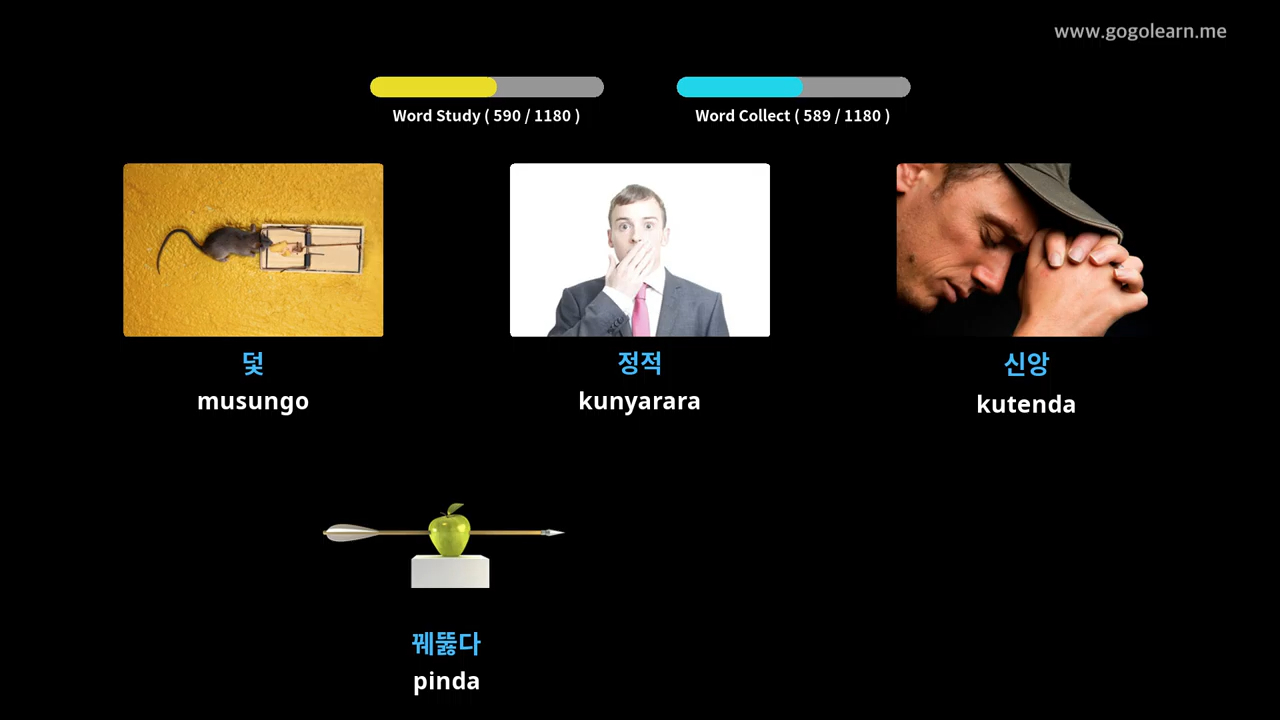 www.gogolearn.me
Word Study ( 590 / 1180 )
Word Collect ( 589 / 1180 )
덫
정적
신앙
musungo
kunyarara
kutenda
꿰뚫다
pinda